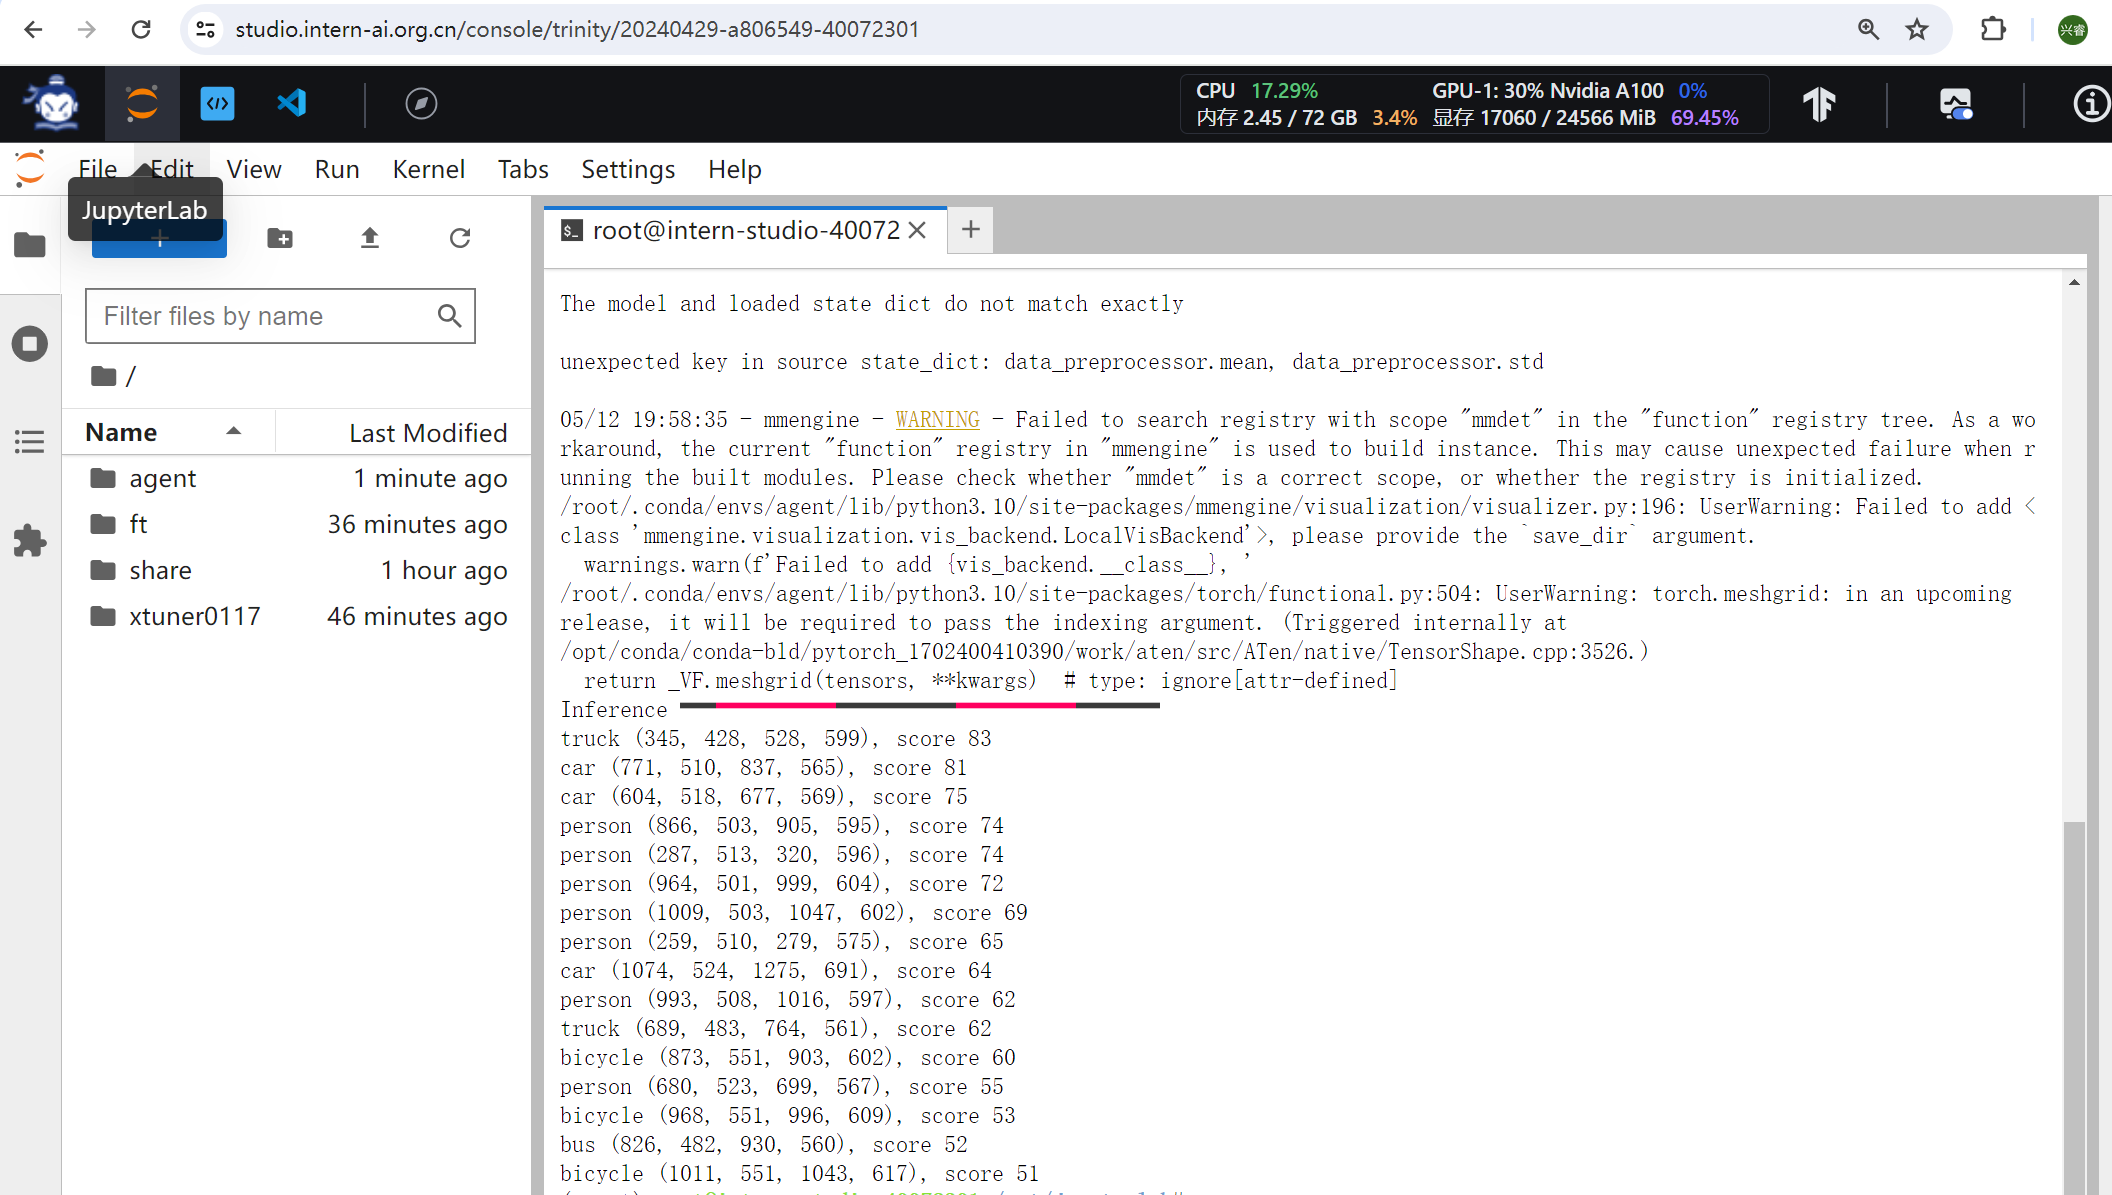 studio.intern-ai.org.cn/console/trinity/20240429-a806549-40072301
兴睿
CPU 17.29% GPU-1: 30% Nvidia A100 0%
内存 2.45 / 72 GB 3.4% 显存 17060 / 24566 MiB 69.45%
File Edit View Run Kernel Tabs Settings Help
JupyterLab
Filter files by name
/
Name Last Modified
agent 1 minute ago
ft 36 minutes ago
share 1 hour ago
xtuner0117 46 minutes ago
root@intern-studio-40072
The model and loaded state dict do not match exactly
unexpected key in source state_dict: data_preprocessor.mean, data_preprocessor.std
05/12 19:58:35 - mmengine - WARNING - Failed to search registry with scope "mmdet" in the "function" registry tree. As a wo
rkaround, the current "function" registry in "mmengine" is used to build instance. This may cause unexpected failure when r
unning the built modules. Please check whether "mmdet" is a correct scope, or whether the registry is initialized.
/root/.conda/envs/agent/lib/python3.10/site-packages/mmengine/visualization/visualizer.py:196: UserWarning: Failed to add <
class 'mmengine.visualization.vis_backend.LocalVisBackend'>, please provide the `save_dir` argument.
warnings.warn(f'Failed to add {vis_backend.__class__}, '
/root/.conda/envs/agent/lib/python3.10/site-packages/torch/functional.py:504: UserWarning: torch.meshgrid: in an upcoming
release, it will be required to pass the indexing argument. (Triggered internally at
/opt/conda/conda-bld/pytorch_1702400410390/work/aten/src/ATen/native/TensorShape.cpp:3526.)
return _VF.meshgrid(tensors, **kwargs)  # type: ignore[attr-defined]
Inference
truck (345, 428, 528, 599), score 83
car (771, 510, 837, 565), score 81
car (604, 518, 677, 569), score 75
person (866, 503, 905, 595), score 74
person (287, 513, 320, 596), score 74
person (964, 501, 999, 604), score 72
person (1009, 503, 1047, 602), score 69
person (259, 510, 279, 575), score 65
car (1074, 524, 1275, 691), score 64
person (993, 508, 1016, 597), score 62
truck (689, 483, 764, 561), score 62
bicycle (873, 551, 903, 602), score 60
person (680, 523, 699, 567), score 55
bicycle (968, 551, 996, 609), score 53
bus (826, 482, 930, 560), score 52
bicycle (1011, 551, 1043, 617), score 51